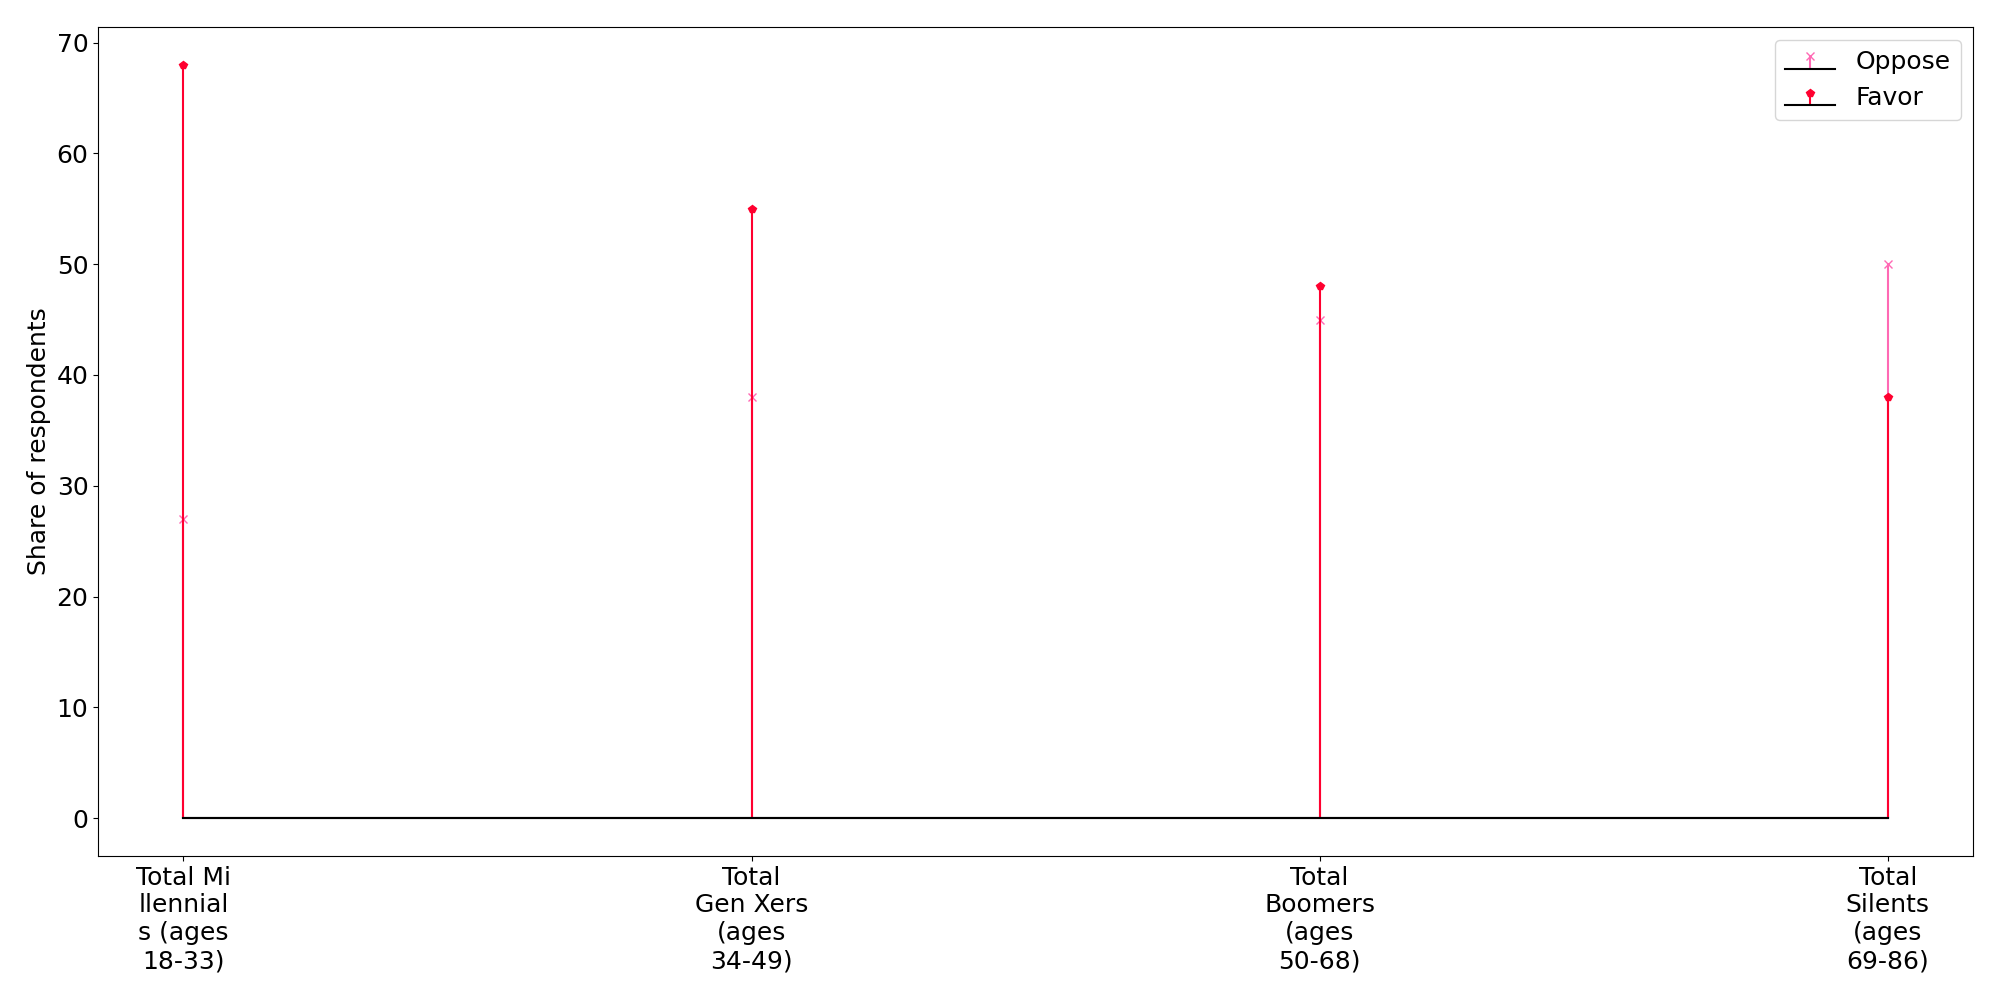 70
60
50
40
30
20
10
0
Share of respondents
Oppose
Favor
Total Mi
llennial
s (ages
18-33)
Total
Gen Xers
(ages
34-49)
Total
Boomers
(ages
50-68)
Total
Silents
(ages
69-86)